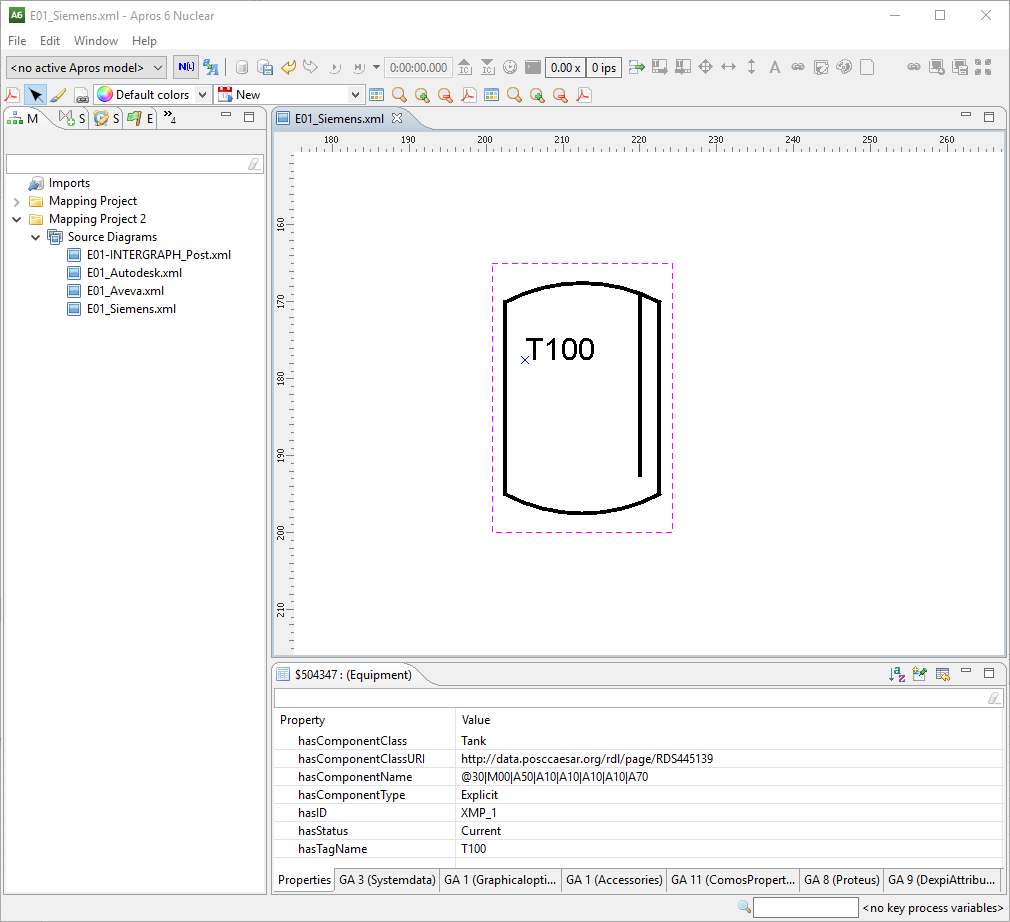 A6 E01_Siemens.xml - Apros 6 Nuclear
File Edit Window Help
<no active Apros model> N(L) 0:00:00.000 IC IC 0.00 x 0 ips A
Default colors New
M S S E »4
E01_Siemens.xml
180 190 200 210 220 230 240 250 260
Imports
Mapping Project
Mapping Project 2
Source Diagrams
E01-INTERGRAPH_Post.xml
E01_Autodesk.xml
E01_Aveva.xml
E01_Siemens.xml
160
170
180
190
200
210
T100
$504347 : (Equipment)
Property Value
hasComponentClass Tank
hasComponentClassURI http://data.posccaesar.org/rdl/page/RDS445139
hasComponentName @30|M00|A50|A10|A10|A10|A10|A70
hasComponentType Explicit
hasID XMP_1
hasStatus Current
hasTagName T100
Properties GA 3 (Systemdata) GA 1 (Graphicalopti... GA 1 (Accessories) GA 11 (ComosPropert... GA 8 (Proteus) GA 9 (DexpiAttribu...
<no key process variables>